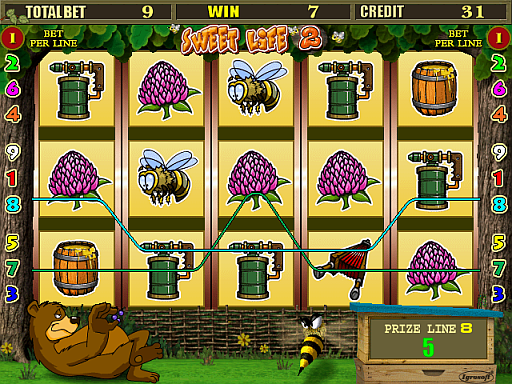 TOTAL BET 9 WIN 7 CREDIT 31
1 BET PER LINE SWEET LIFE 2 BET PER LINE 1
2 2
6 6
4 4
9 9
1 1
8 8
5 5
7 7
3 3
PRIZE LINE 8
5
Igrosoft